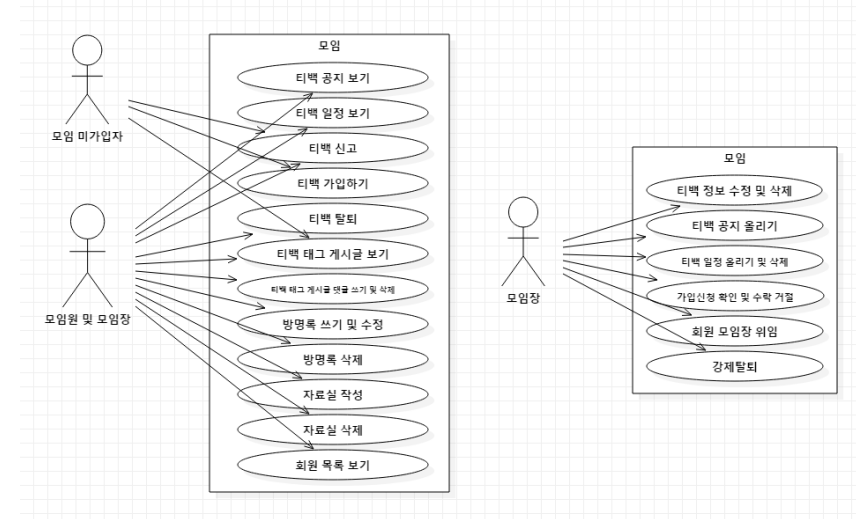 모임
티백 공지 보기
티백 일정 보기
티백 신고
티백 가입하기
티백 탈퇴
티백 태그 게시글 보기
티백 태그 게시글 댓글 쓰기 및 삭제
방명록 쓰기 및 수정
방명록 삭제
자료실 작성
자료실 삭제
회원 목록 보기
모임 미가입자
모임원 및 모임장
모임
티백 정보 수정 및 삭제
티백 공지 올리기
티백 일정 올리기 및 삭제
가입신청 확인 및 수락 거절
회원 모임장 위임
강제탈퇴
모임장